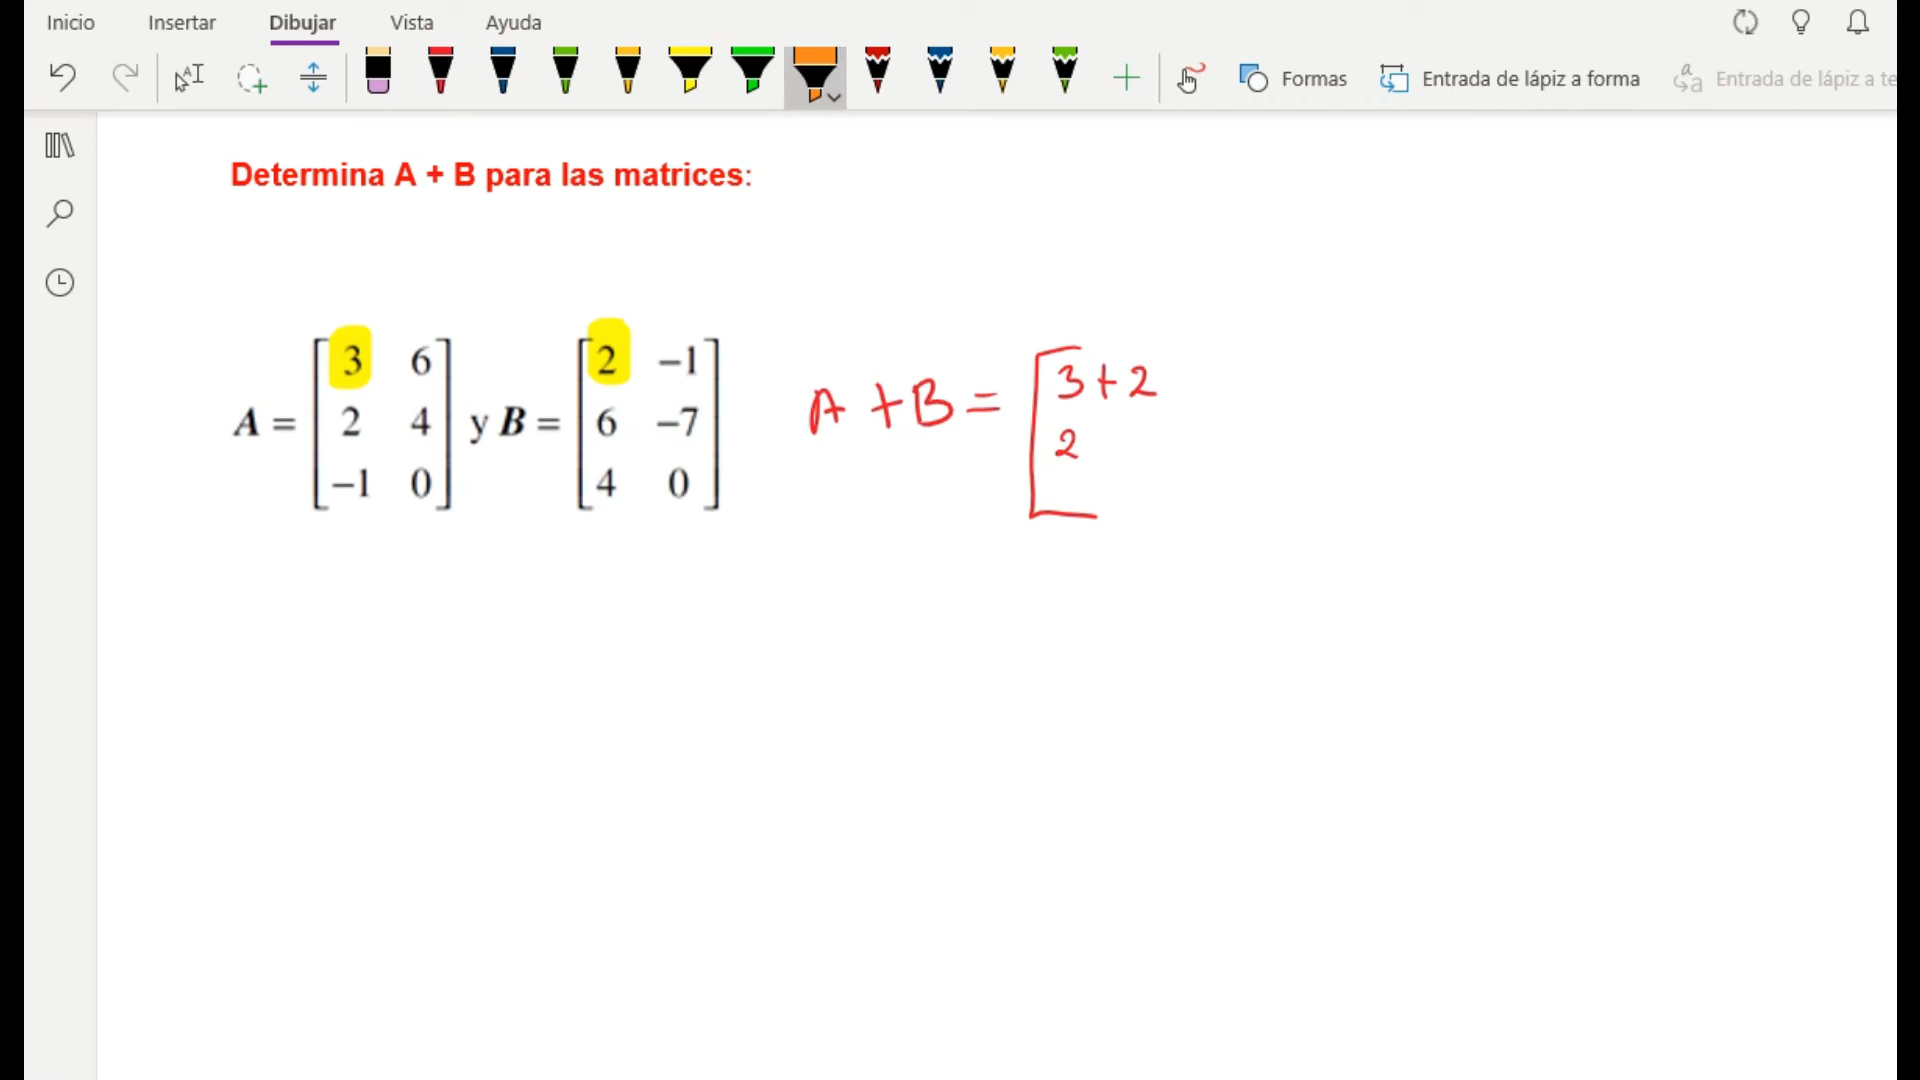 Inicio Insertar Dibujar Vista Ayuda
Formas Entrada de lápiz a forma Entrada de lápiz a te
Determina A + B para las matrices:
A = [3 6
2 4
-1 0] y B = [2 -1
6 -7
4 0]
A + B = [3 + 2
2